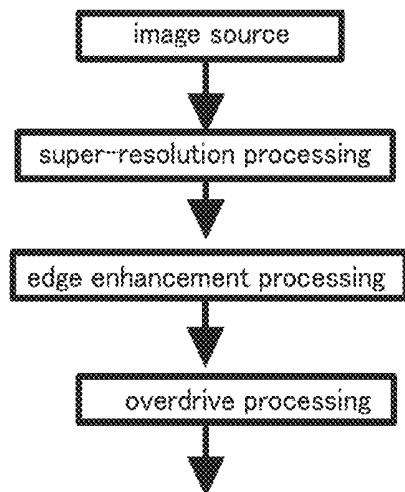 image source
super-resolution processing
edge enhancement processing
overdrive processing